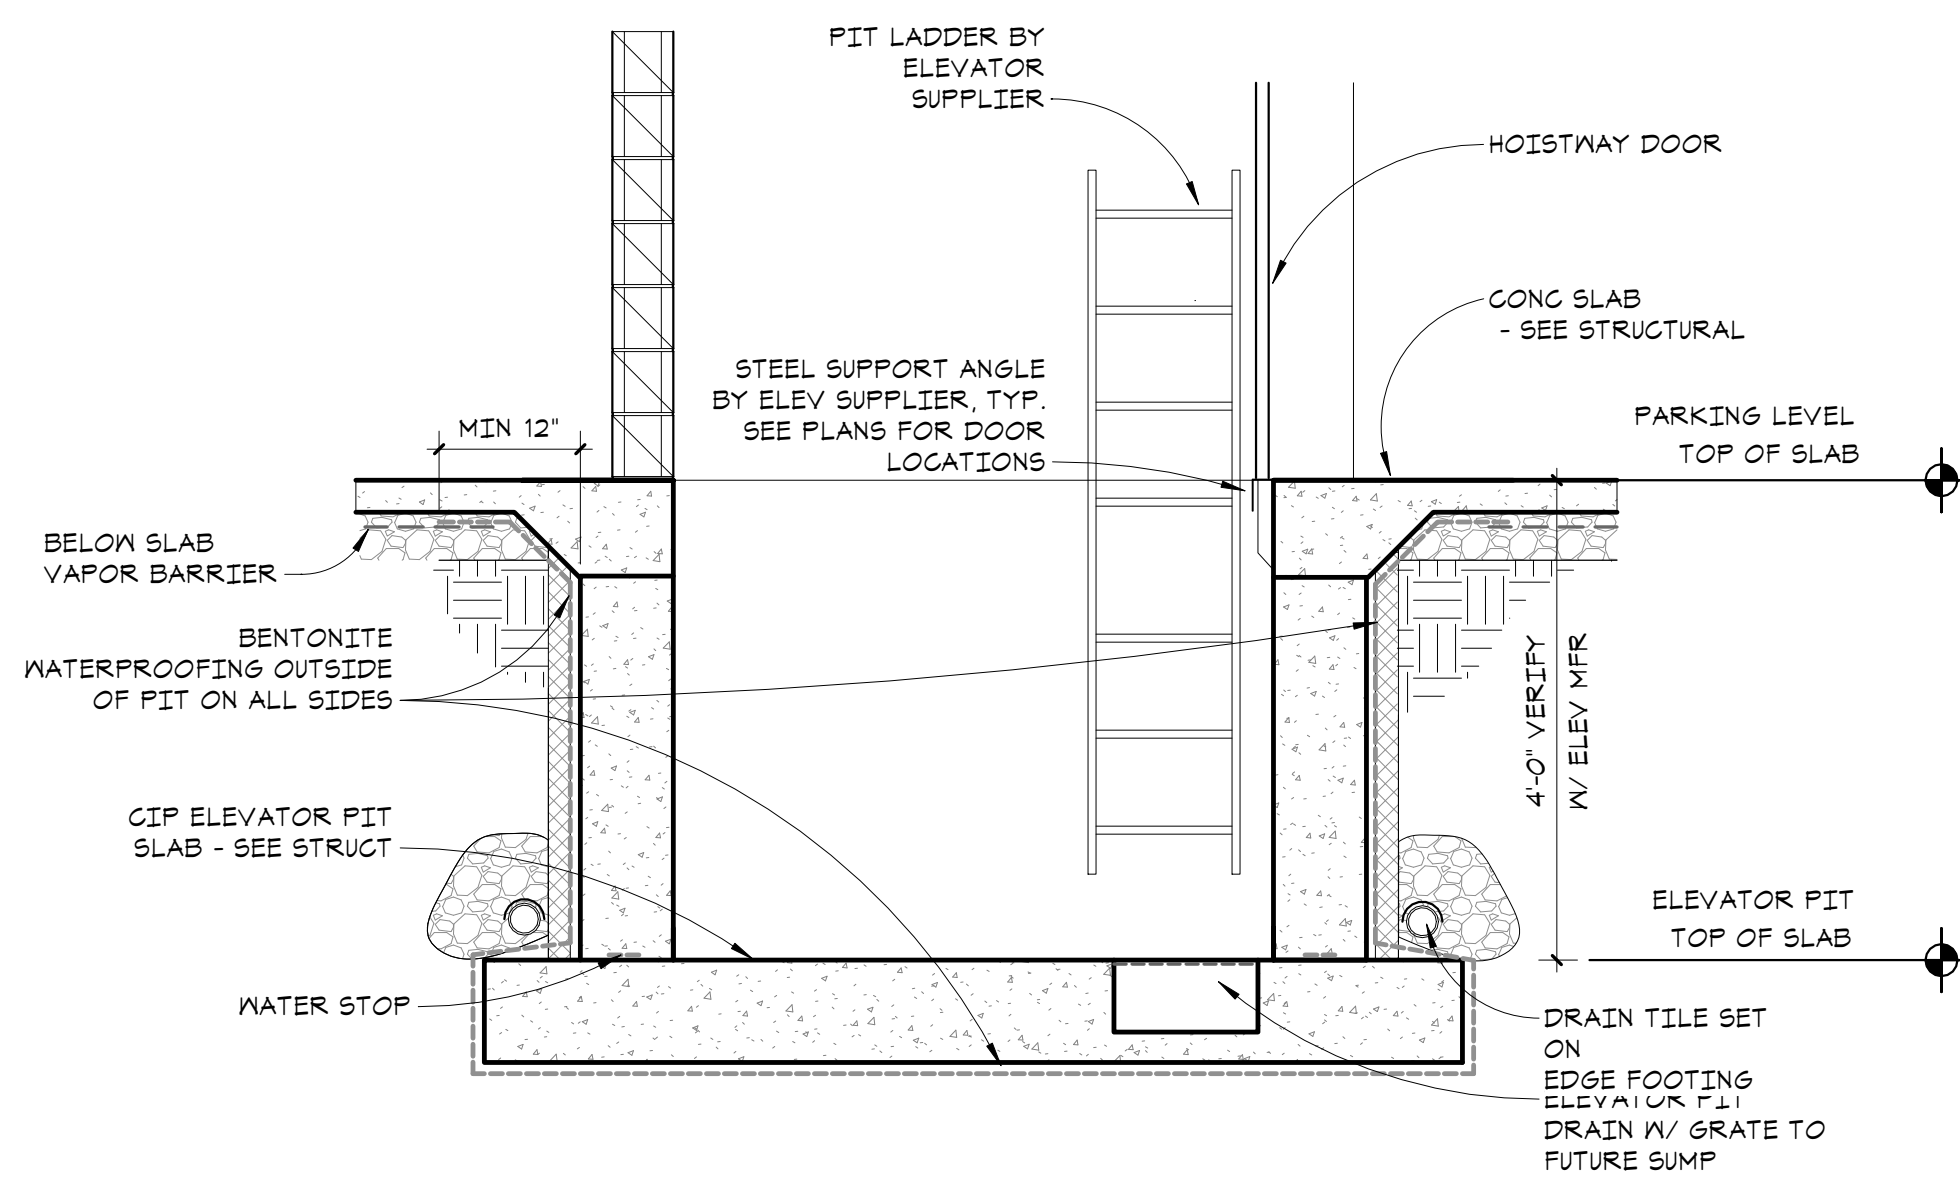 PIT LADDER BY
ELEVATOR
SUPPLIER
HOISTWAY DOOR
CONC SLAB
- SEE STRUCTURAL
STEEL SUPPORT ANGLE
BY ELEV SUPPLIER, TYP.
SEE PLANS FOR DOOR
LOCATIONS
PARKING LEVEL
TOP OF SLAB
MIN 12"
BELOW SLAB
VAPOR BARRIER
BENTONITE
WATERPROOFING OUTSIDE
OF PIT ON ALL SIDES
4'-0" VERIFY
W/ ELEV MFR
CIP ELEVATOR PIT
SLAB - SEE STRUCT
ELEVATOR PIT
TOP OF SLAB
WATER STOP
DRAIN TILE SET
ON
EDGE FOOTING
ELEVATOR PIT
DRAIN W/ GRATE TO
FUTURE SUMP